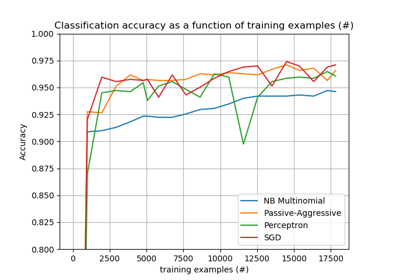 Classification accuracy as a function of training examples (#)
1.000
0.975
0.950
0.925
0.900
0.875
0.850
0.825
0.800
Accuracy
NB Multinomial
Passive-Aggressive
Perceptron
SGD
0 2500 5000 7500 10000 12500 15000 17500
training examples (#)